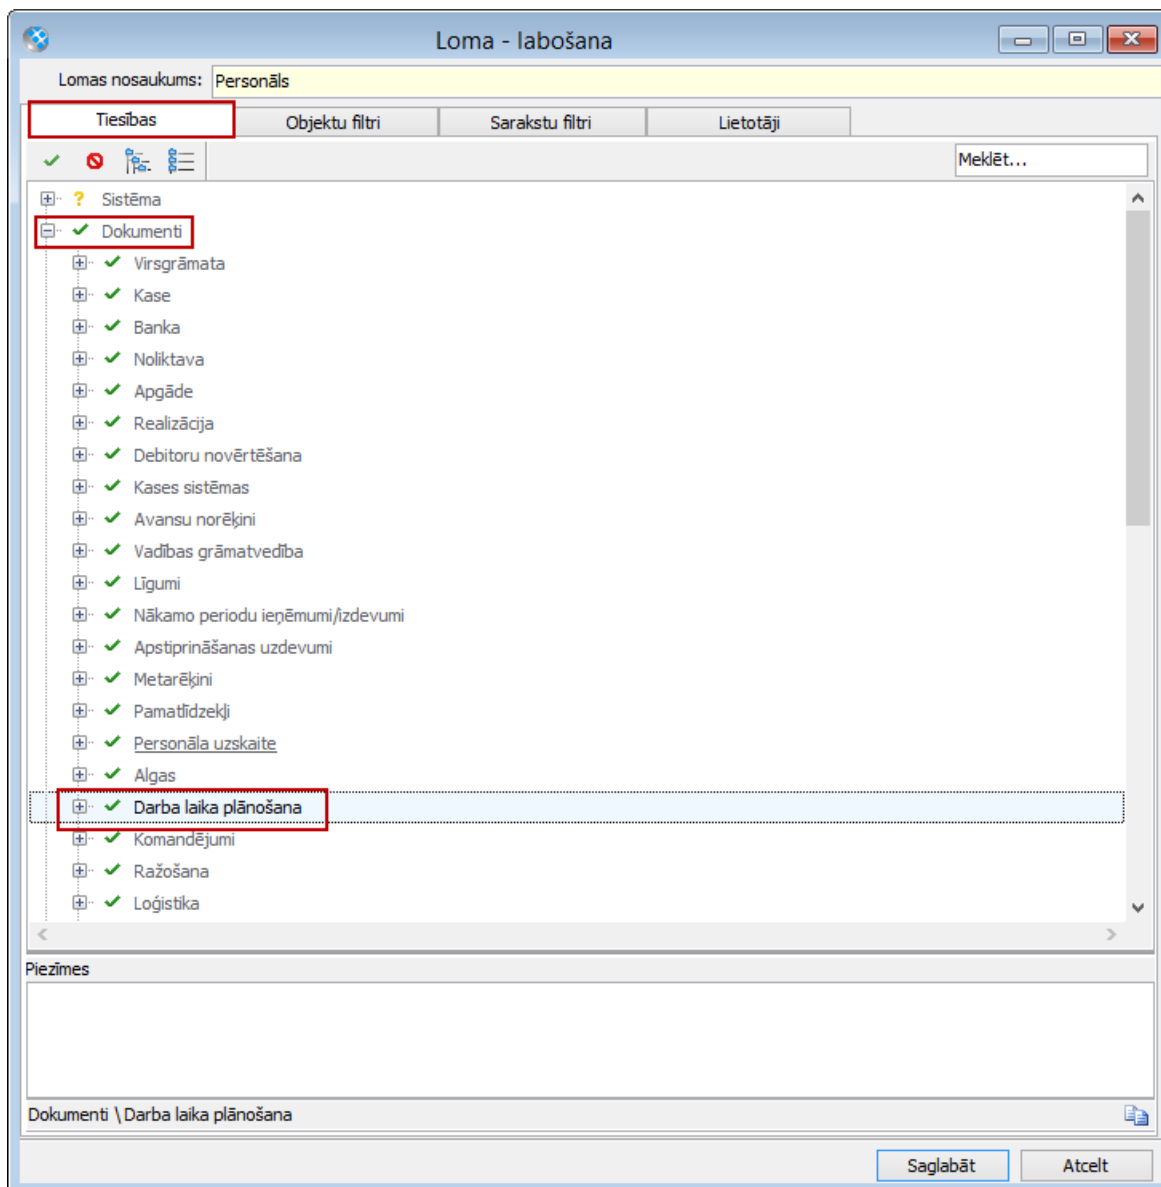 Loma - labošana
Lomas nosaukums: Personāls
Tiesības Objektu filtri Sarakstu filtri Lietotāji
Meklēt...
? Sistēma
Dokumenti
Virsgrāmata
Kase
Banka
Noliktava
Apgāde
Realizācija
Debitoru novērtēšana
Kases sistēmas
Avansu norēķini
Vadības grāmatvedība
Līgumi
Nākamo periodu ieņēmumi/izdevumi
Apstiprināšanas uzdevumi
Metarēķini
Pamatlīdzekļi
Personāla uzskaite
Algas
Darba laika plānošana
Komandējumi
Ražošana
Loģistika
Piezīmes
Dokumenti \ Darba laika plānošana
Saglabāt Atcelt